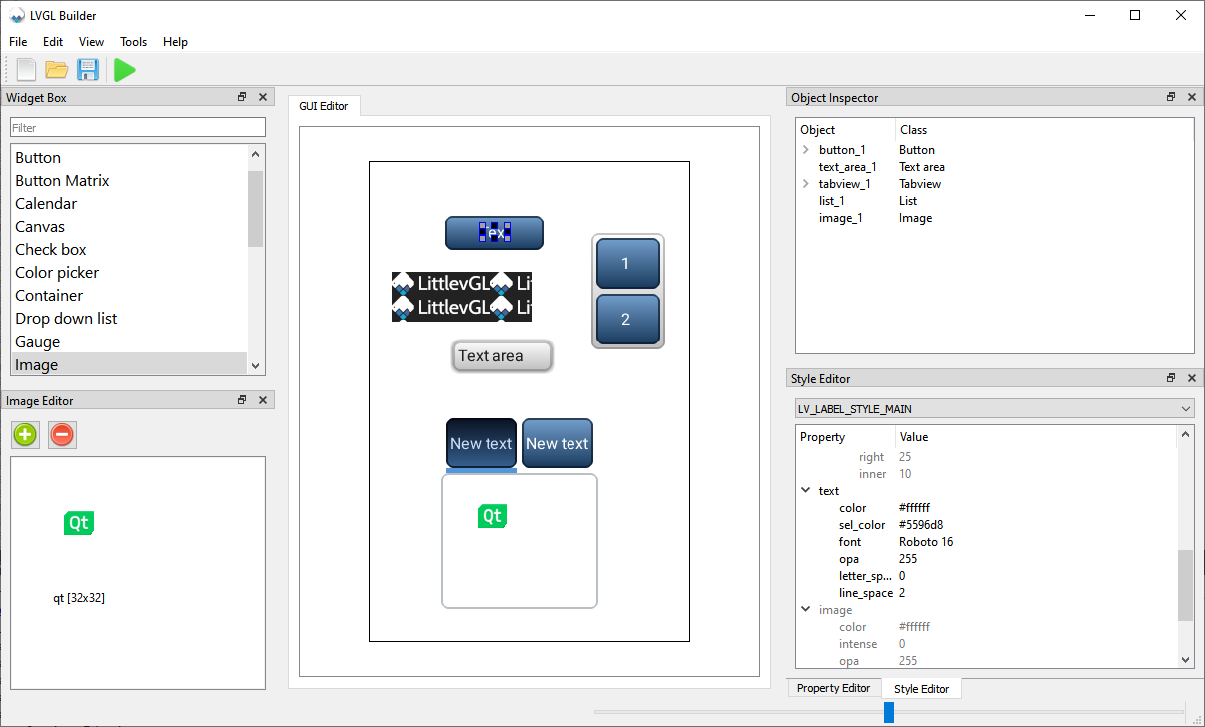 LVGL Builder
File Edit View Tools Help
Widget Box
Filter
Button
Button Matrix
Calendar
Canvas
Check box
Color picker
Container
Drop down list
Gauge
Image
Image Editor
Qt
qt [32x32]
GUI Editor
ex
LittlevGL Li
LittlevGL Li
1
2
Text area
New text New text
Qt
Object Inspector
Object Class
button_1 Button
text_area_1 Text area
tabview_1 Tabview
list_1 List
image_1 Image
Style Editor
LV_LABEL_STYLE_MAIN
Property Value
right 25
inner 10
text
color #ffffff
sel_color #5596d8
font Roboto 16
opa 255
letter_sp... 0
line_space 2
image
color #ffffff
intense 0
opa 255
Property Editor Style Editor